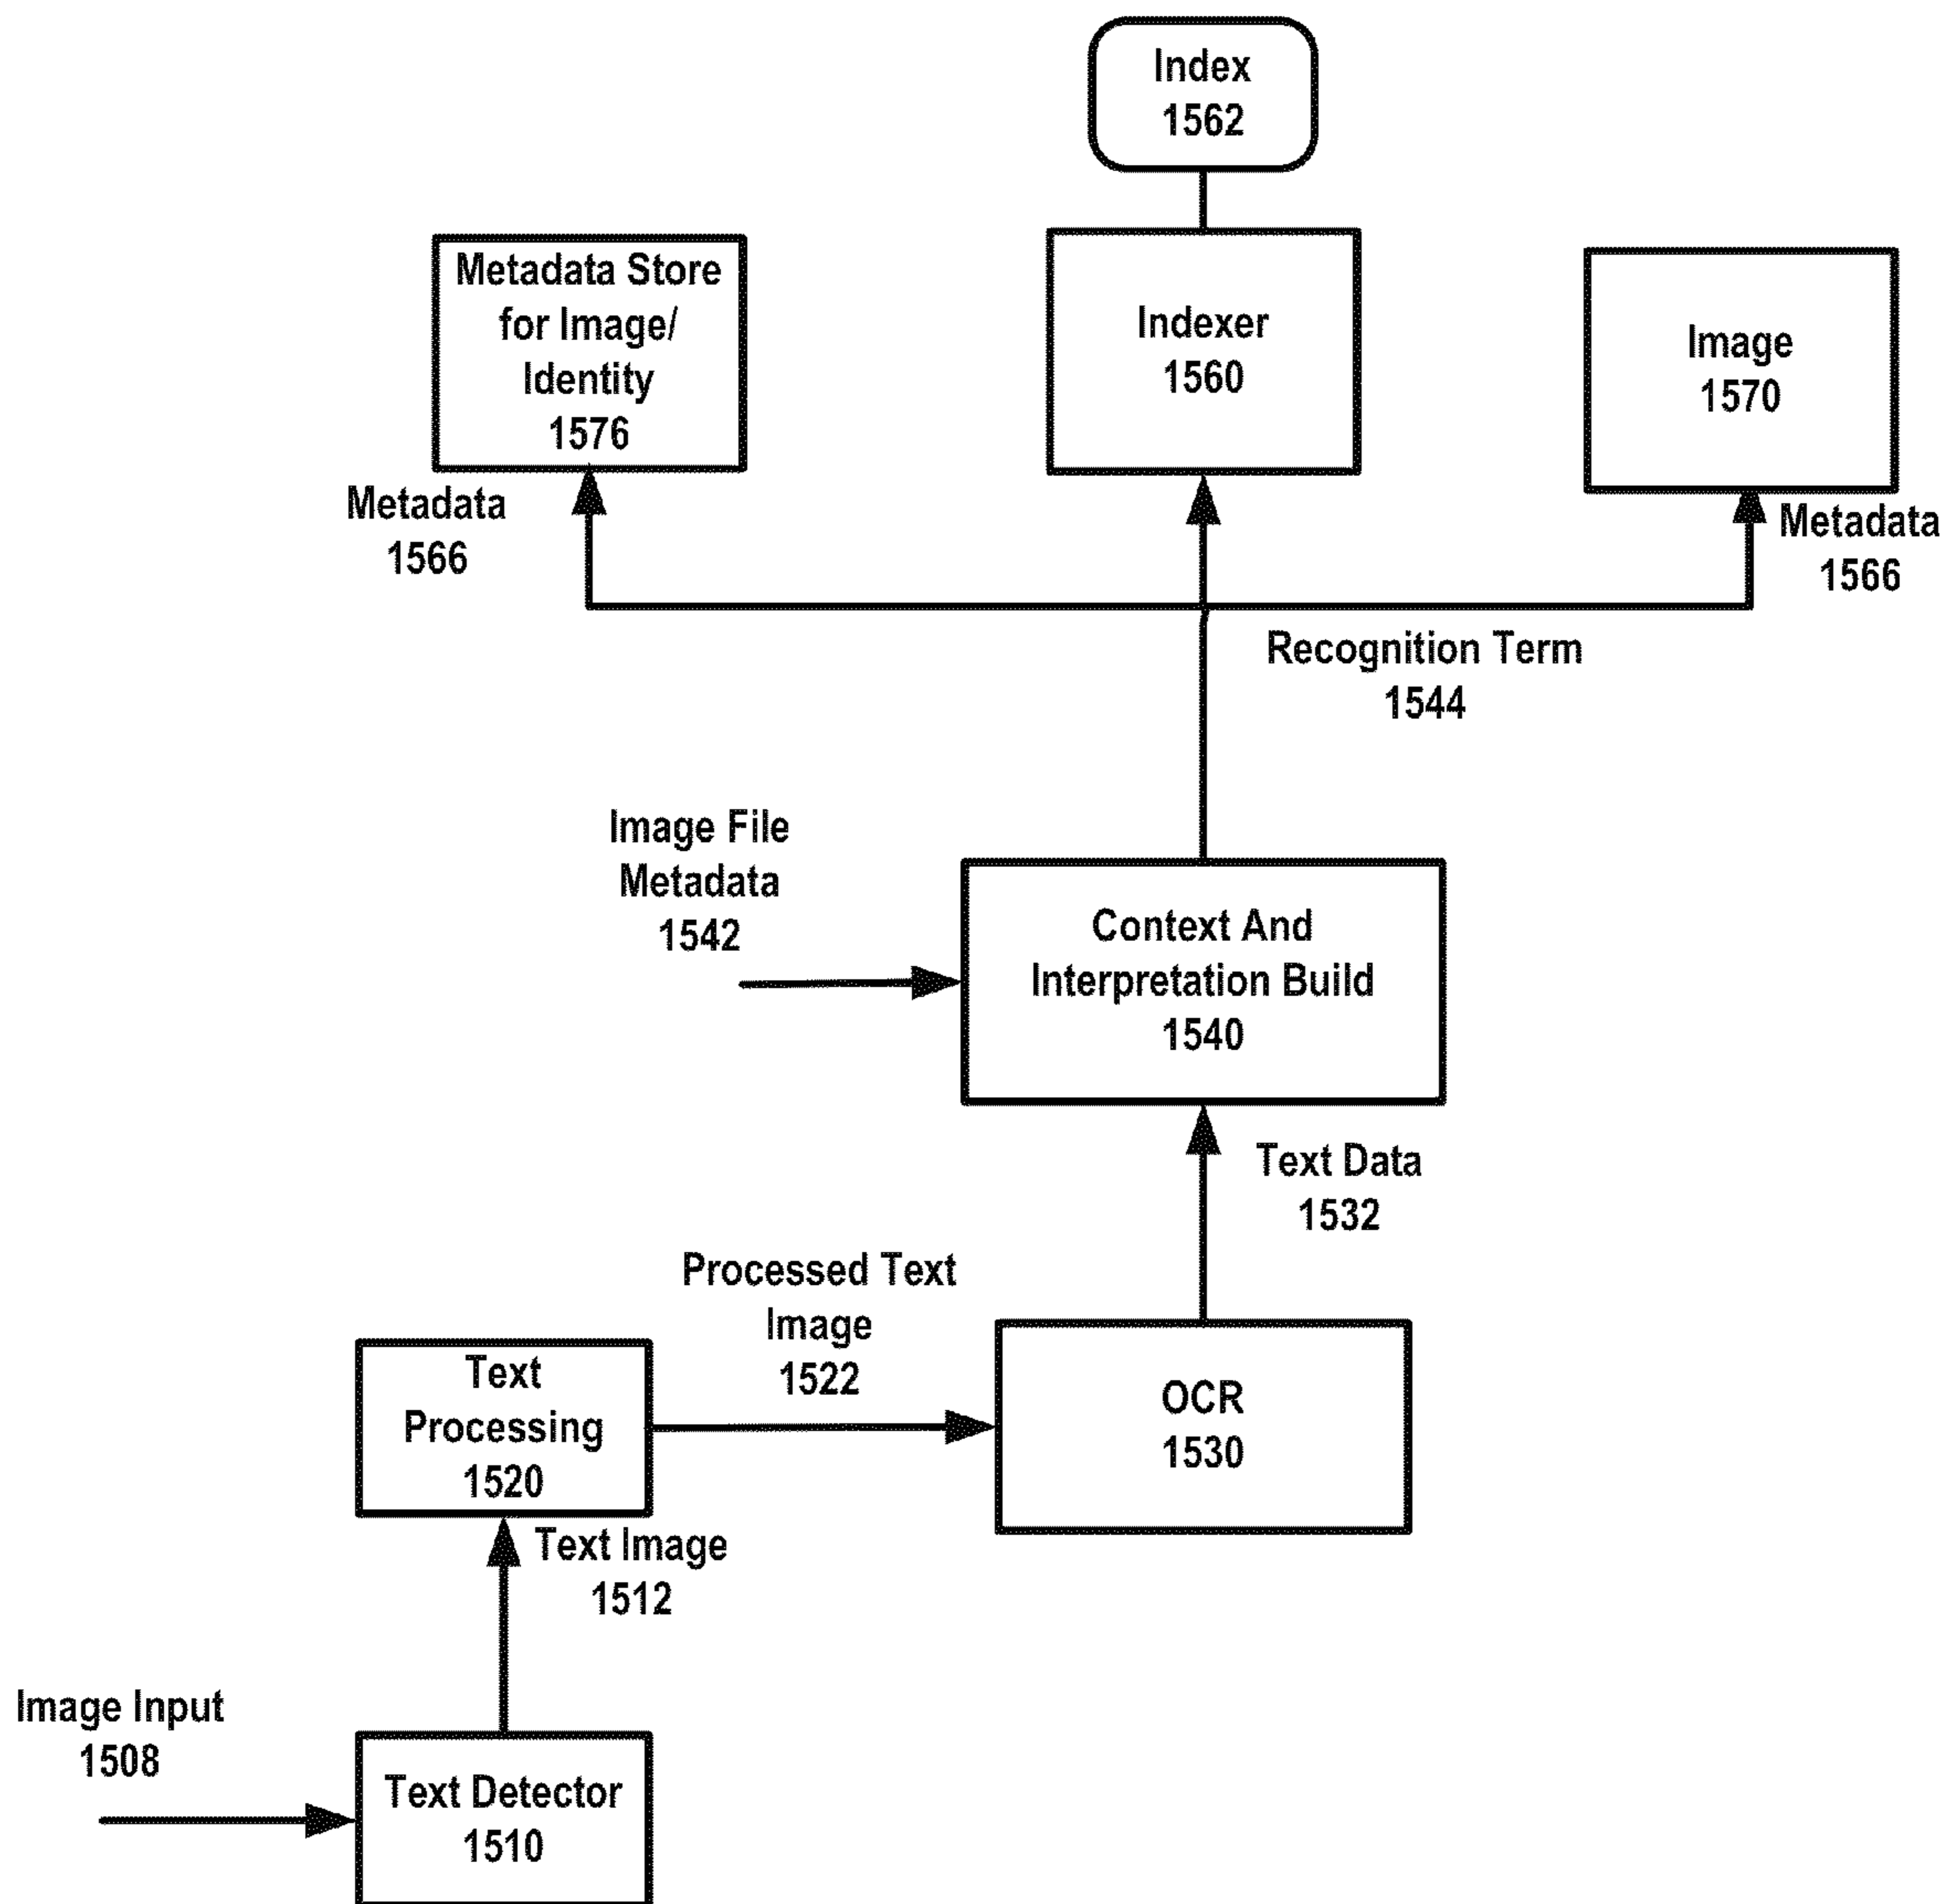 Index
1562
Metadata Store
for Image/
Identity
1576
Indexer
1560
Image
1570
Metadata
1566
Metadata
1566
Recognition Term
1544
Image File
Metadata
1542
Context And
Interpretation Build
1540
Text Data
1532
Processed Text
Image
1522
Text
Processing
1520
OCR
1530
Text Image
1512
Image Input
1508
Text Detector
1510